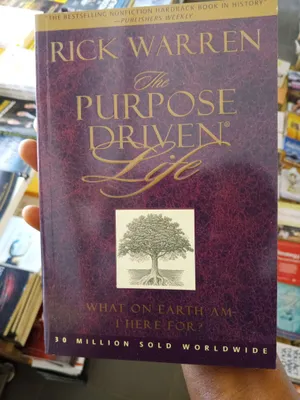 "THE BESTSELLING NONFICTION HARDBACK BOOK IN HISTORY"
—PUBLISHERS WEEKLY
RICK WARREN
The
PURPOSE
DRIVEN®
Life
WHAT ON EARTH AM
I HERE FOR?
30 MILLION SOLD WORLDWIDE